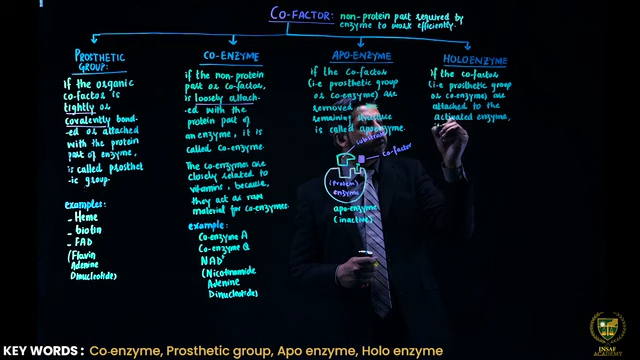 CO-FACTOR: non-protein part required by
enzyme to work efficiently.
PROSTHETIC
GROUP:
if the organic
co-factor is
tightly or
covalently bond-
ed or attached
with the protein
part of enzyme,
is called prosthet
-ic group.
examples:
- Heme
- biotin
- FAD
(Flavin
Adenine
Dinucleotide)
CO-ENZYME
if the non-protein
part or co-factor,
is loosely attach-
-ed with the
protein part of
an enzyme, it is
called co-enzyme.
The co-enzymes are
closely related to
vitamins, because,
they act as raw
material for co-enzymes.
example:
Co-enzyme A
Co-enzyme Q
NAD+
(Nicotinamide
Adenine
Dinucleotide)
APO-ENZYME
if the co-factor
(i-e prosthetic group
or co-enzyme) are
removed
remaining
is called apoenzyme.
substrate
co-factor
(Protein)
enzyme
apo-enzyme
(inactive)
HOLO ENZYME
if the co-factor
(i-e prosthetic group
or co-enzyme) are
attached to the
activated enzyme,
KEY WORDS : Co-enzyme, Prosthetic group, Apo enzyme, Holo enzyme
INSAF
ACADEMY